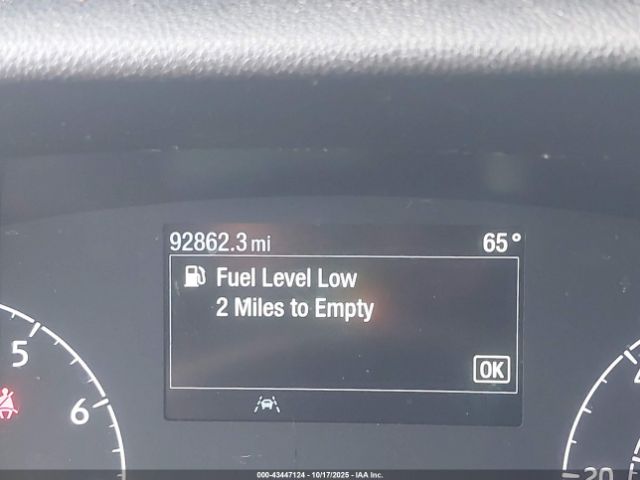 92862.3 mi 65°
Fuel Level Low
2 Miles to Empty
OK
5
6
4
20
000-43447124 - 10/17/2025 - IAA Inc.